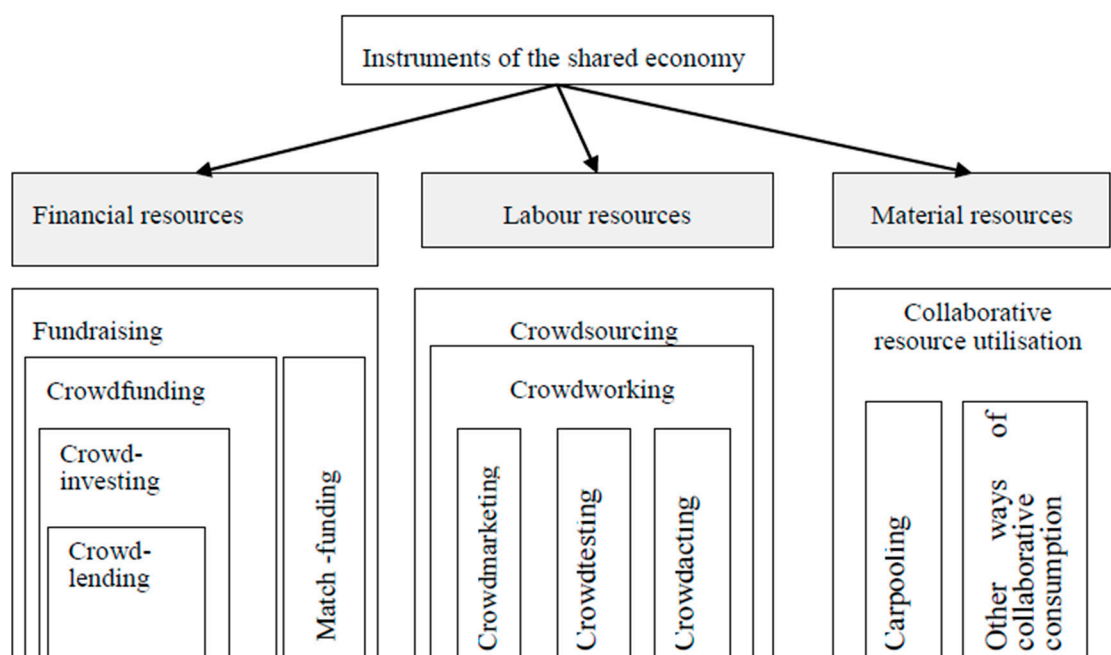 Instruments of the shared economy
Financial resources
Labour resources
Material resources
Fundraising
Crowdfunding
Crowd-
investing
Crowd-
lending
Match -funding
Crowdsourcing
Crowdworking
Crowdmarketing
Crowdtesting
Crowdacting
Collaborative
resource utilisation
Carpooling
Other ways of
collaborative
consumption